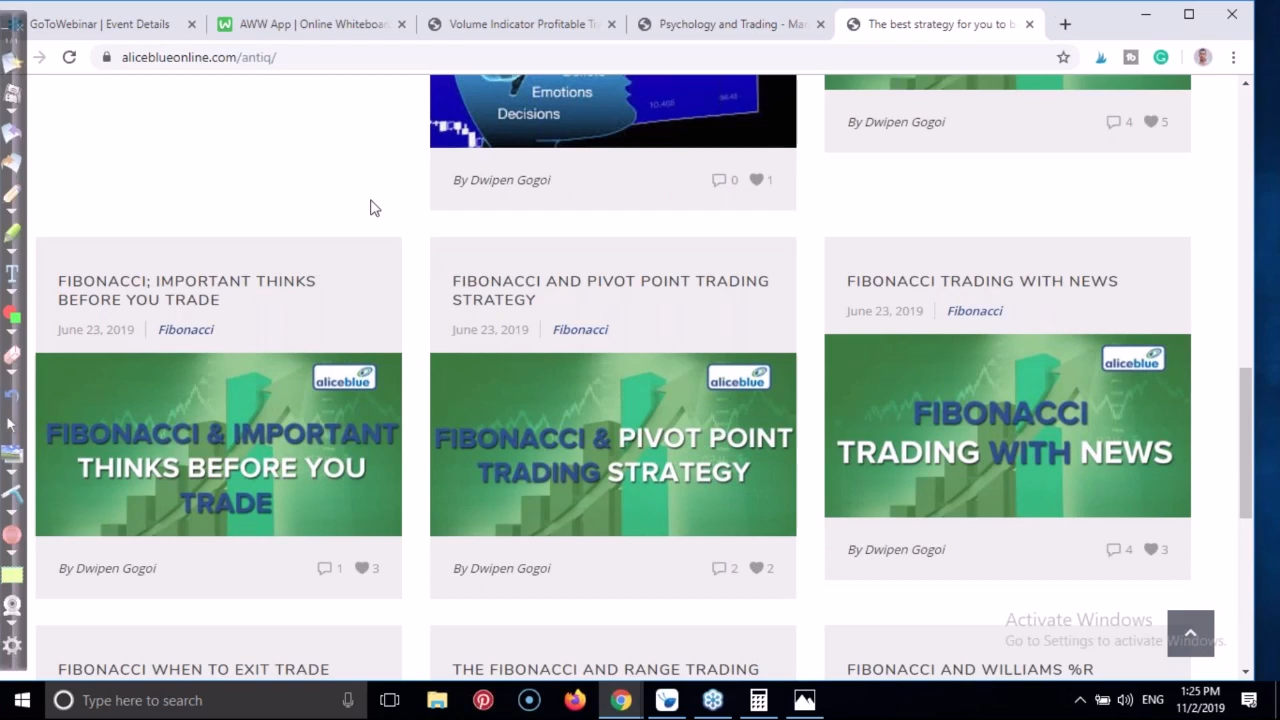 GoToWebinar | Event Details
AWW App | Online Whiteboar
Volume Indicator Profitable Tr
Psychology and Trading - Mar
The best strategy for you to b
aliceblueonline.com/antiq/
Emotions
Decisions
10,465
By Dwipen Gogoi
0
1
By Dwipen Gogoi
4
5
FIBONACCI; IMPORTANT THINKS
BEFORE YOU TRADE
June 23, 2019
Fibonacci
aliceblue
FIBONACCI & IMPORTANT
THINKS BEFORE YOU
TRADE
By Dwipen Gogoi
1
3
FIBONACCI AND PIVOT POINT TRADING
STRATEGY
June 23, 2019
Fibonacci
aliceblue
FIBONACCI & PIVOT POINT
TRADING STRATEGY
By Dwipen Gogoi
2
2
FIBONACCI TRADING WITH NEWS
June 23, 2019
Fibonacci
aliceblue
FIBONACCI
TRADING WITH NEWS
By Dwipen Gogoi
4
3
FIBONACCI WHEN TO EXIT TRADE
THE FIBONACCI AND RANGE TRADING
FIBONACCI AND WILLIAMS %R
Activate Windows
Go to Settings to activate Windows.
Type here to search
ENG
1:25 PM
11/2/2019